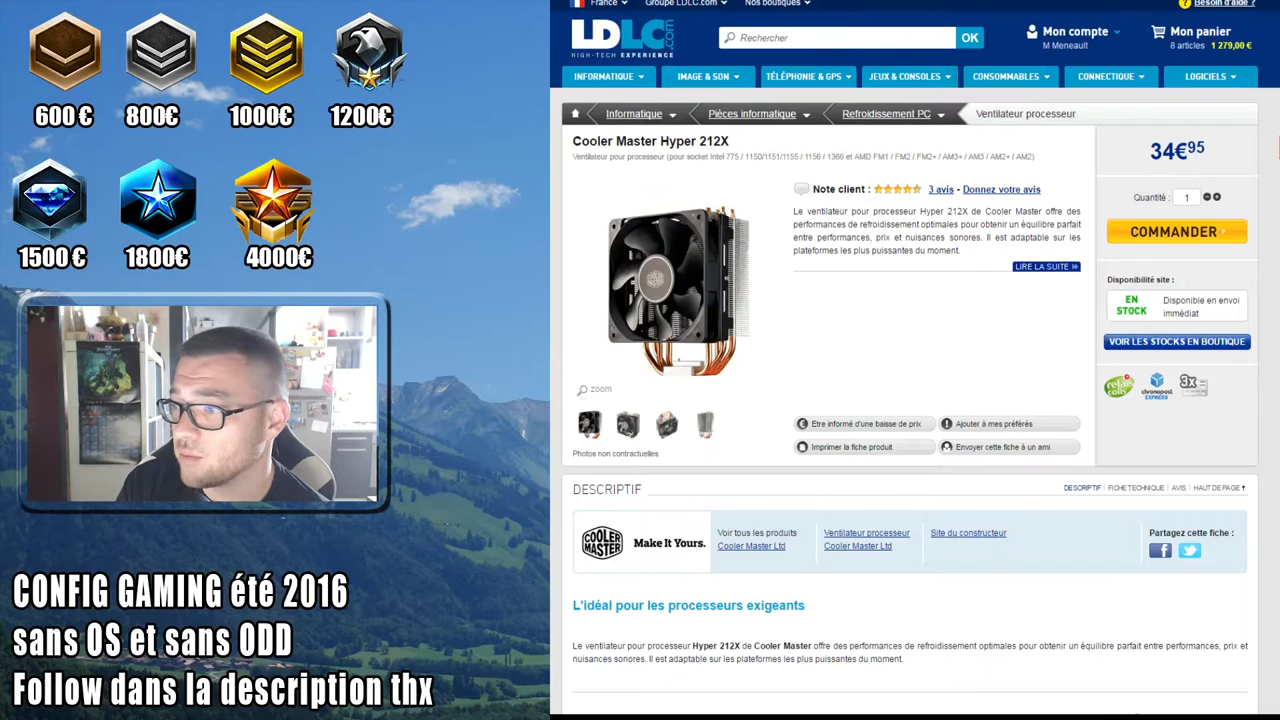 600€
800€
1000€
1200€
1500€
1800€
4000€
CONFIG GAMING été 2016
sans OS et sans ODD
Follow dans la description thx
France
Groupe LDLC.com
Nos boutiques
Besoin d'aide ?
LDLC.com
HIGH-TECH EXPERIENCE
Rechercher
OK
Mon compte
M Meneault
Mon panier
8 articles 1 279,00 €
INFORMATIQUE
IMAGE & SON
TÉLÉPHONIE & GPS
JEUX & CONSOLES
CONSOMMABLES
CONNECTIQUE
LOGICIELS
Informatique
Pièces informatique
Refroidissement PC
Ventilateur processeur
Cooler Master Hyper 212X
Ventilateur pour processeur (pour socket Intel 775 / 1150/1151/1155 / 1156 / 1366 et AMD FM1 / FM2 / FM2+ / AM3+ / AM3 / AM2+ / AM2)
Note client :
3 avis - Donnez votre avis
Le ventilateur pour processeur Hyper 212X de Cooler Master offre des
performances de refroidissement optimales pour obtenir un équilibre parfait
entre performances, prix et nuisances sonores. Il est adaptable sur les
plateformes les plus puissantes du moment.
LIRE LA SUITE
zoom
Photos non contractuelles
Etre informé d'une baisse de prix
Ajouter à mes préférés
Imprimer la fiche produit
Envoyer cette fiche à un ami
34€95
Quantité : 1
COMMANDER
Disponibilité site :
EN STOCK
Disponible en envoi
immédiat
VOIR LES STOCKS EN BOUTIQUE
relais colis
chronopost
EXPRESS
3x
DESCRIPTIF
DESCRIPTIF | FICHE TECHNIQUE | AVIS | HAUT DE PAGE
COOLER MASTER
Make It Yours.
Voir tous les produits
Cooler Master Ltd
Ventilateur processeur
Cooler Master Ltd
Site du constructeur
Partagez cette fiche :
L'idéal pour les processeurs exigeants
Le ventilateur pour processeur Hyper 212X de Cooler Master offre des performances de refroidissement optimales pour obtenir un équilibre parfait entre performances, prix et
nuisances sonores. Il est adaptable sur les plateformes les plus puissantes du moment.